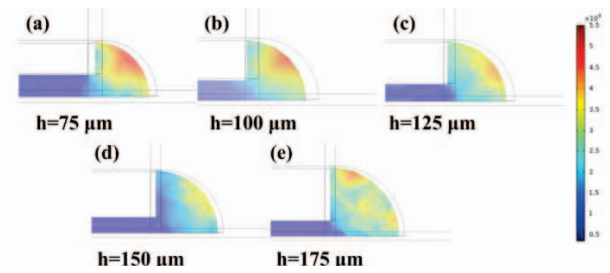 (a)
(b)
(c)
h=75 µm
h=100 µm
h=125 µm
(d)
(e)
h=150 µm
h=175 µm
×10⁹
5.5
5
4.5
4
3.5
3
2.5
2
1.5
1
0.5